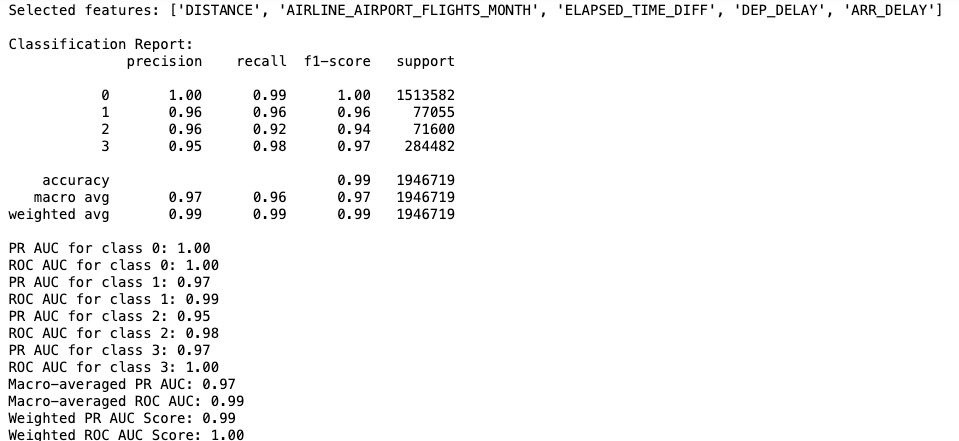 Selected features: ['DISTANCE', 'AIRLINE_AIRPORT_FLIGHTS_MONTH', 'ELAPSED_TIME_DIFF', 'DEP_DELAY', 'ARR_DELAY']
Classification Report:
precision recall f1-score support
0 1.00 0.99 1.00 1513582
1 0.96 0.96 0.96 77055
2 0.96 0.92 0.94 71600
3 0.95 0.98 0.97 284482
accuracy 0.99 1946719
macro avg 0.97 0.96 0.97 1946719
weighted avg 0.99 0.99 0.99 1946719
PR AUC for class 0: 1.00
ROC AUC for class 0: 1.00
PR AUC for class 1: 0.97
ROC AUC for class 1: 0.99
PR AUC for class 2: 0.95
ROC AUC for class 2: 0.98
PR AUC for class 3: 0.97
ROC AUC for class 3: 1.00
Macro-averaged PR AUC: 0.97
Macro-averaged ROC AUC: 0.99
Weighted PR AUC Score: 0.99
Weighted ROC AUC Score: 1.00